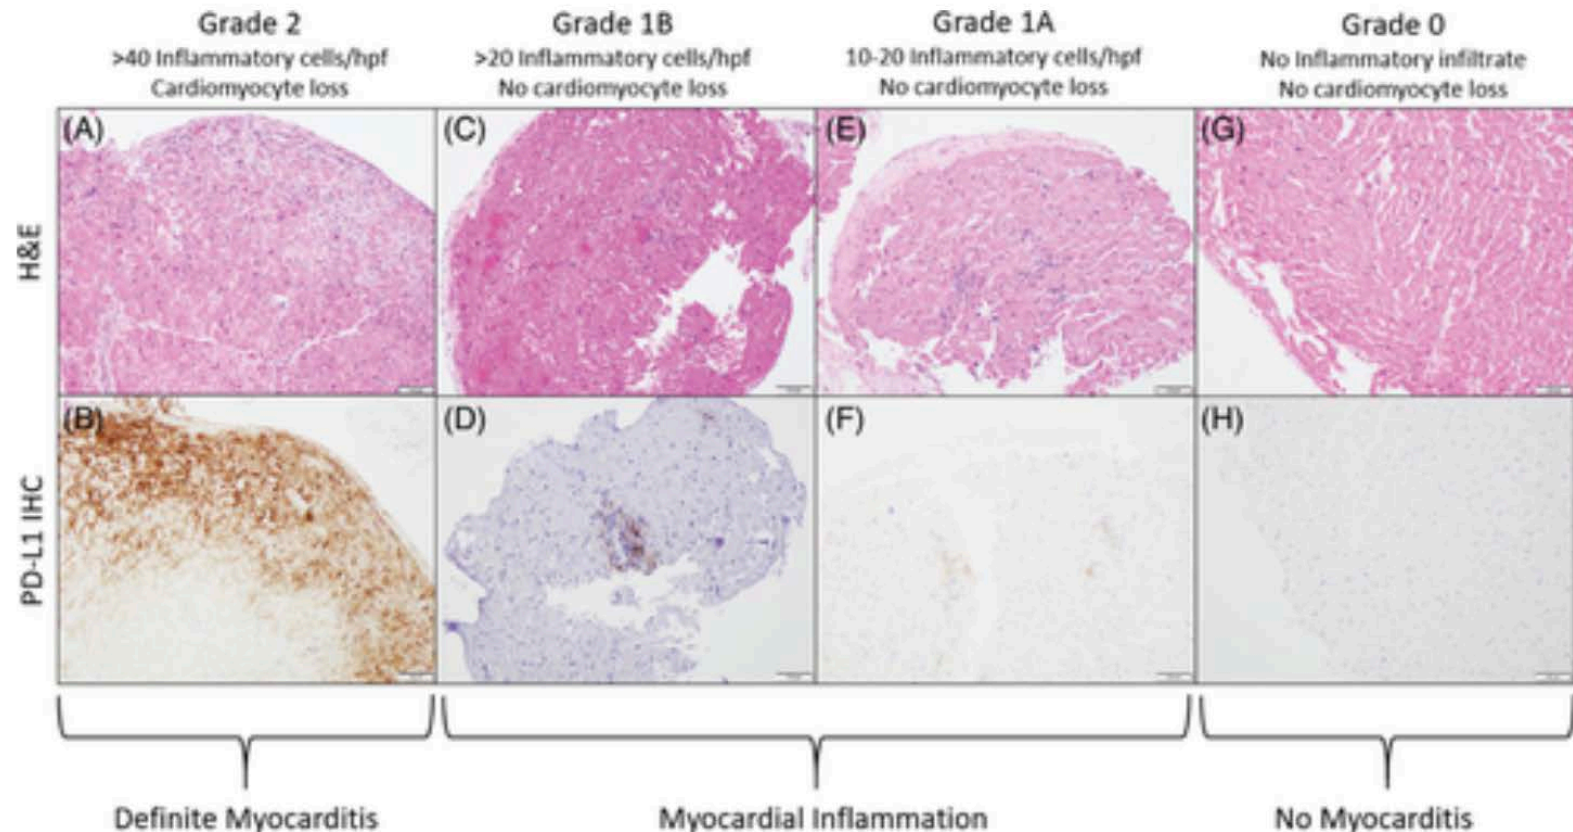 Grade 2
>40 Inflammatory cells/hpf
Cardiomyocyte loss
Grade 1B
>20 Inflammatory cells/hpf
No cardiomyocyte loss
Grade 1A
10-20 Inflammatory cells/hpf
No cardiomyocyte loss
Grade 0
No Inflammatory infiltrate
No cardiomyocyte loss
H&E
(A)
(C)
(E)
(G)
PD-L1 IHC
(B)
(D)
(F)
(H)
Definite Myocarditis
Myocardial Inflammation
No Myocarditis